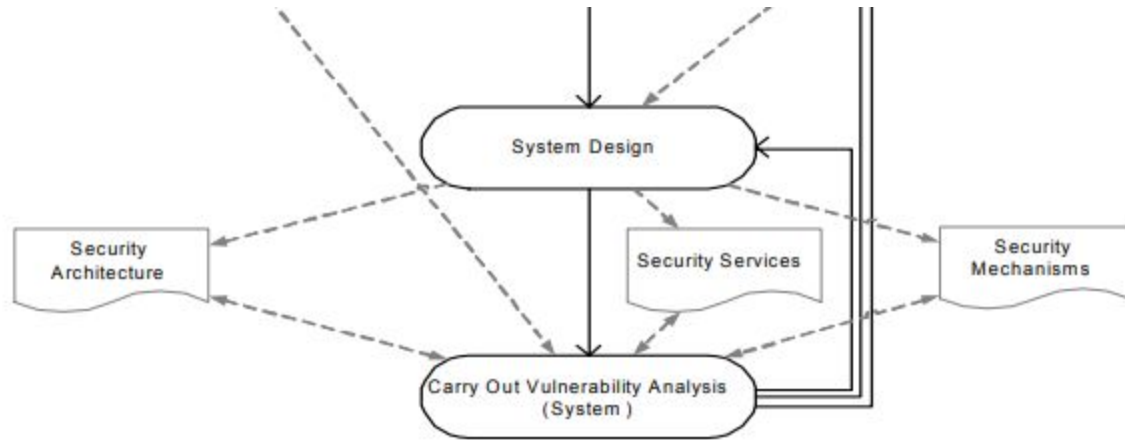 System Design
Security
Architecture
Security Services
Security
Mechanisms
Carry Out Vulnerability Analysis
(System )